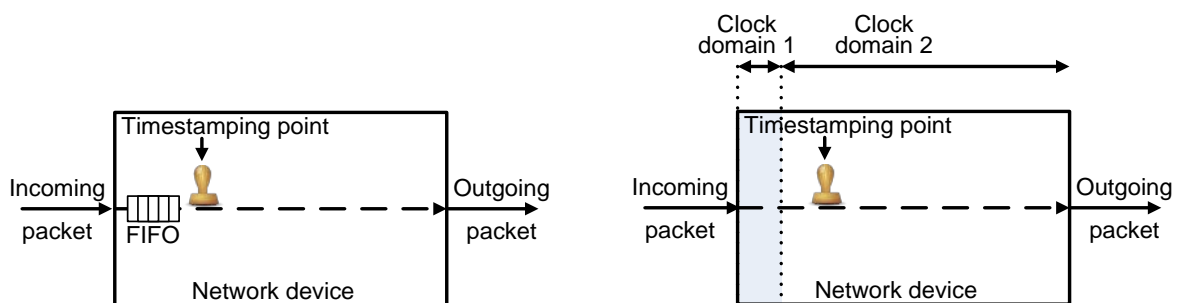 Timestamping point
Incoming
packet
FIFO
Outgoing
packet
Network device
Clock
domain 1
Clock
domain 2
Timestamping point
Incoming
packet
Outgoing
packet
Network device